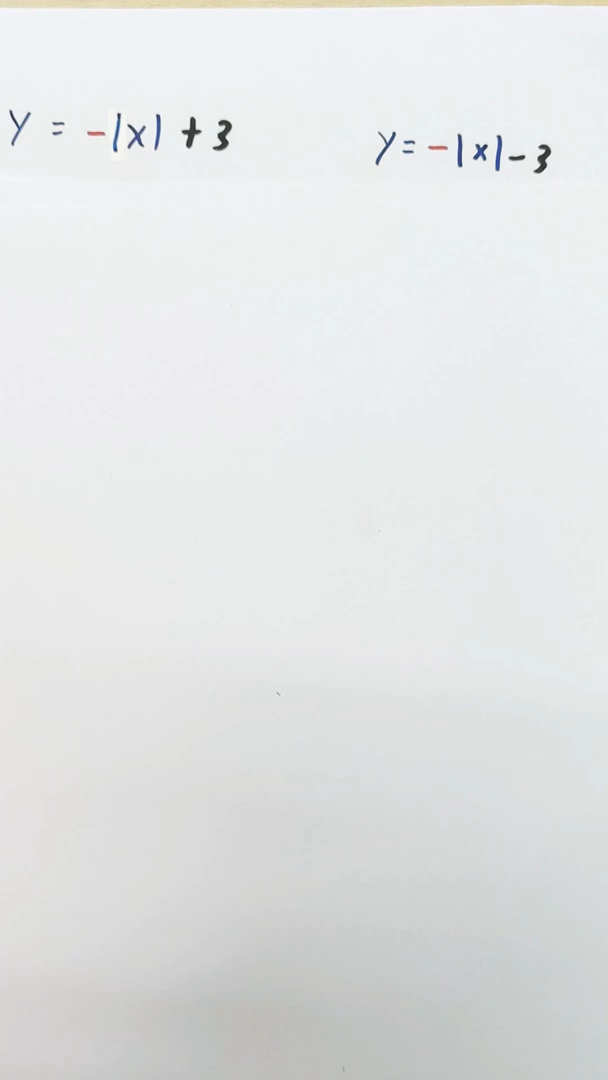 y = -|x| + 3
y = -|x| - 3